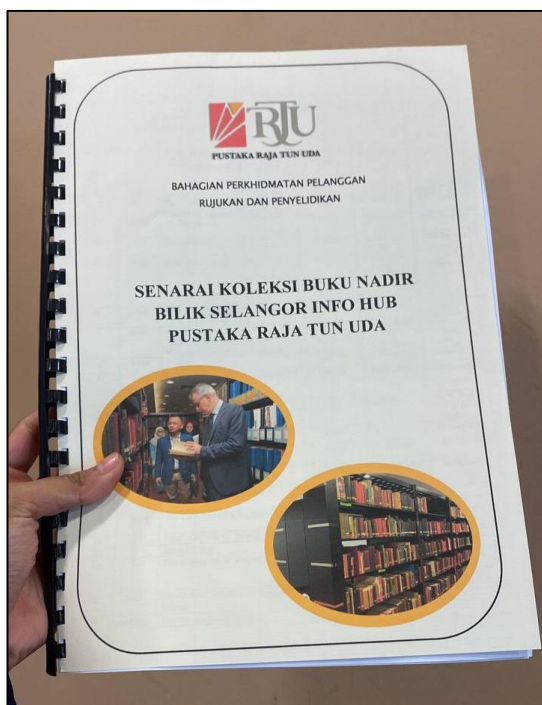 RTU
PUSTAKA RAJA TUN UDA
BAHAGIAN PERKHIDMATAN PELANGGAN
RUJUKAN DAN PENYELIDIKAN
SENARAI KOLEKSI BUKU NADIR
BILIK SELANGOR INFO HUB
PUSTAKA RAJA TUN UDA